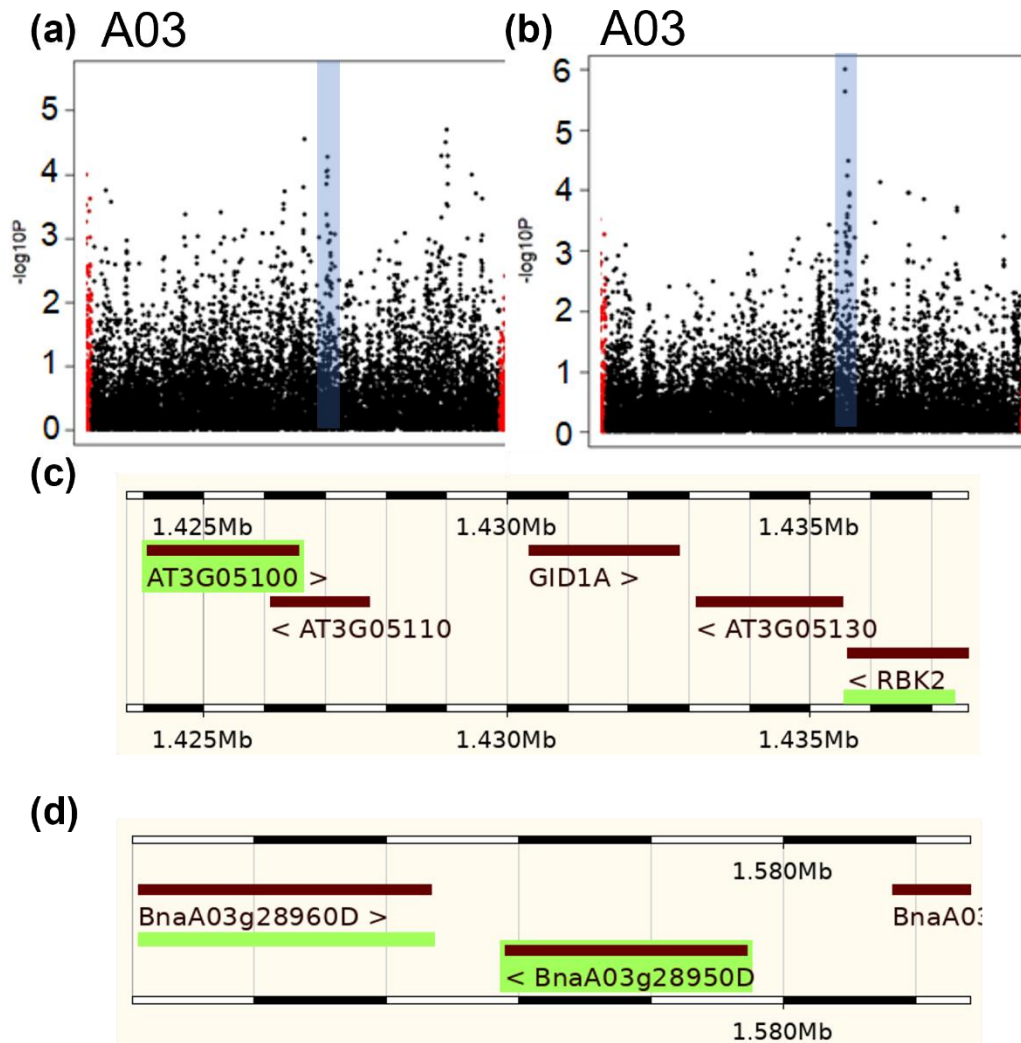 (a) A03
5
4
3
2
1
0
-log10P
(b) A03
6
5
4
3
2
1
0
-log10P
(c)
1.425Mb 1.430Mb 1.435Mb
AT3G05100 > GID1A >
< AT3G05110 < AT3G05130
< RBK2
1.425Mb 1.430Mb 1.435Mb
(d)
1.580Mb
BnaA03g28960D > BnaA03
< BnaA03g28950D
1.580Mb